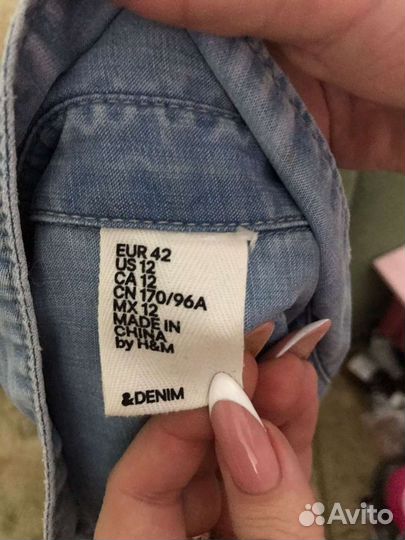 EUR 42
US 12
CA 12
CN 170/96A
MX 12
MADE IN
CHINA
by H&M
&DENIM
Avito